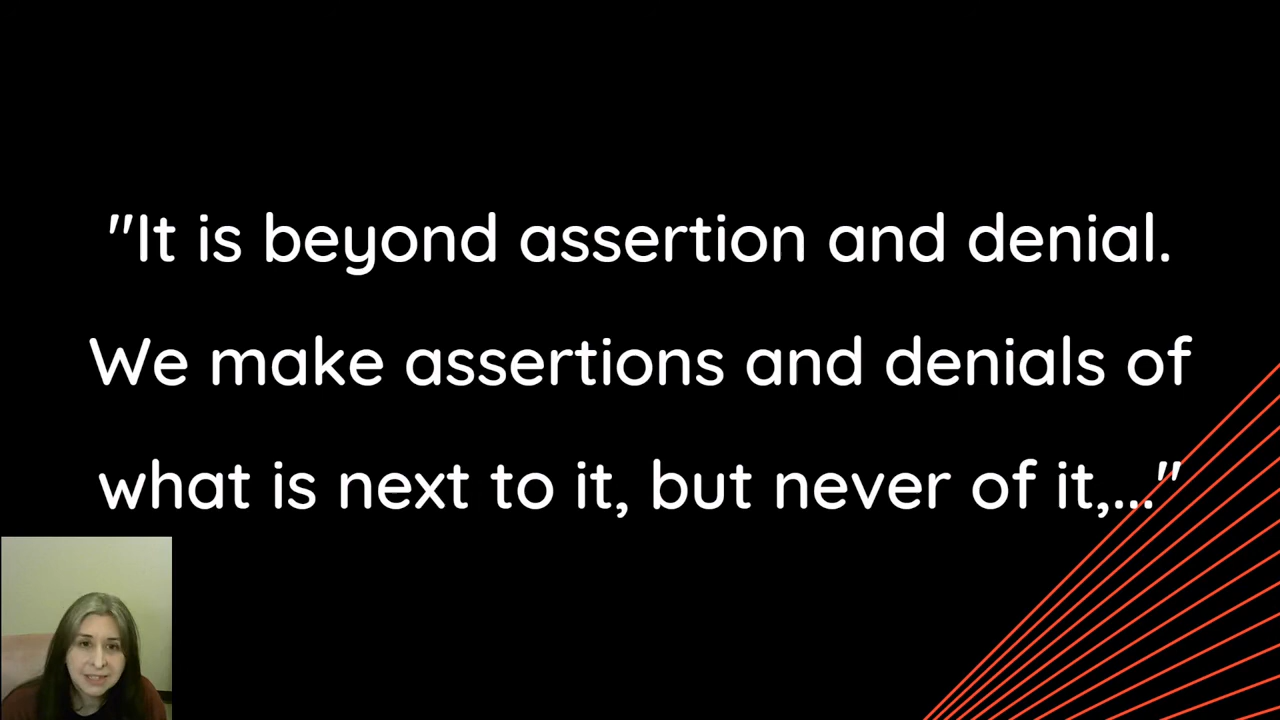 "It is beyond assertion and denial.
We make assertions and denials of
what is next to it, but never of it,..."